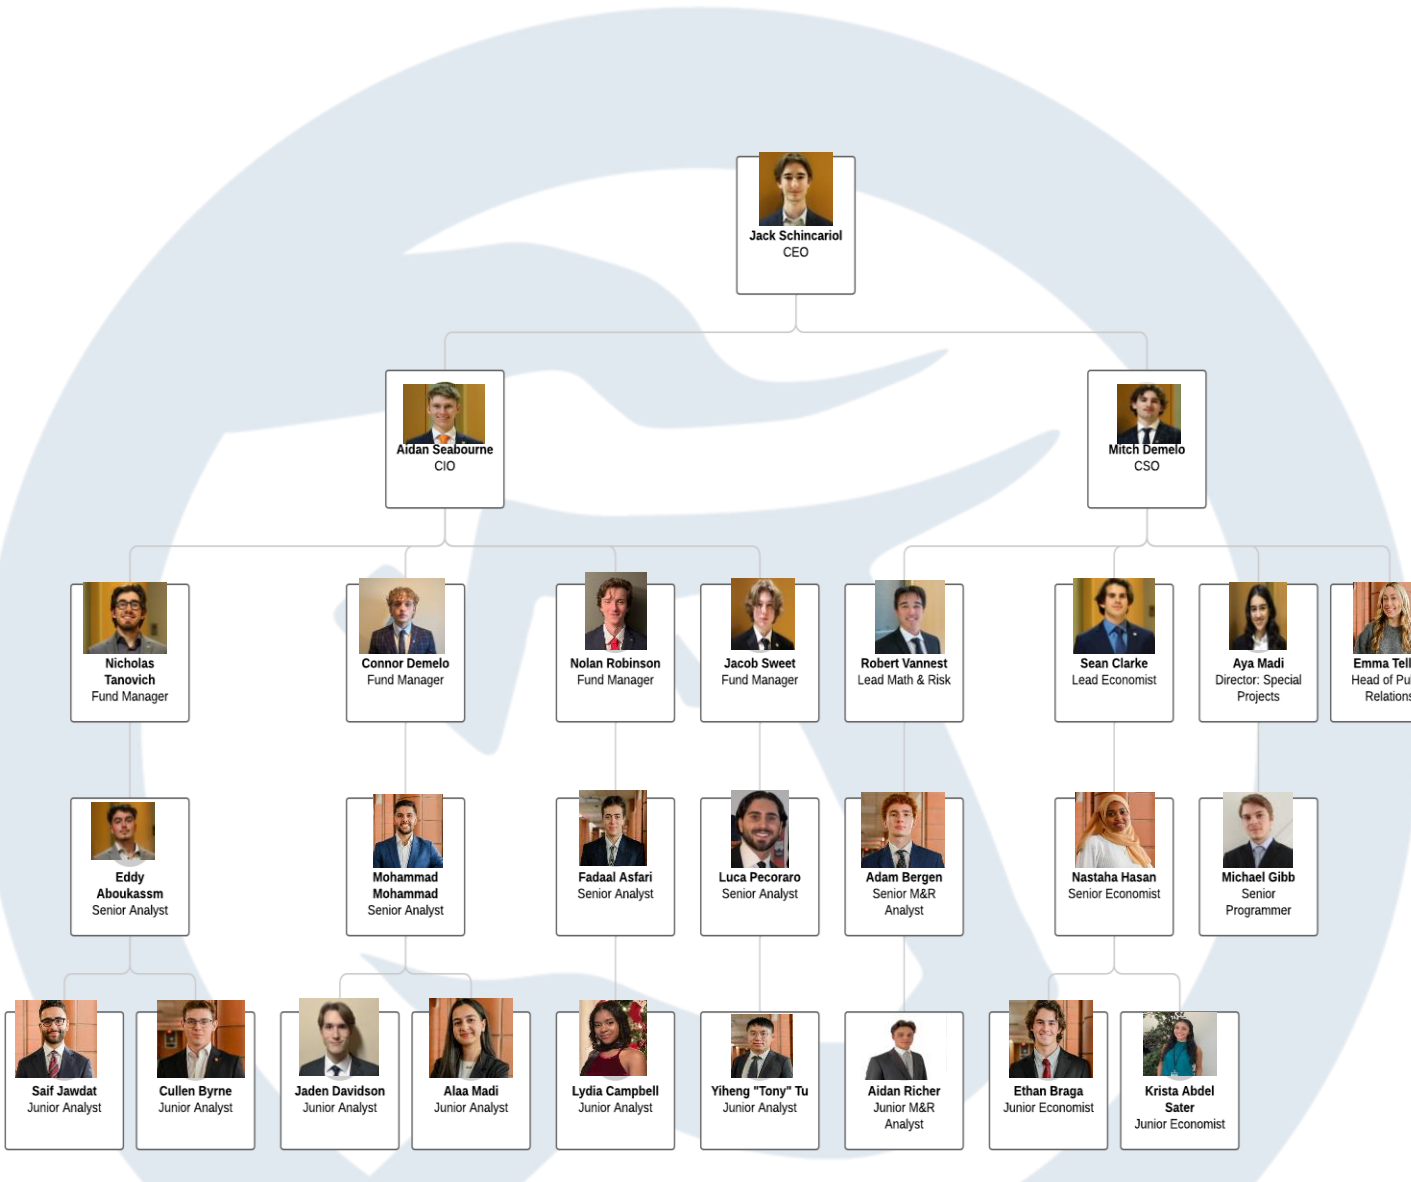 Jack Schincariol
CEO
Aidan Seabourne
CIO
Mitch Demelo
CSO
Nicholas
Tanovich
Fund Manager
Connor Demelo
Fund Manager
Nolan Robinson
Fund Manager
Jacob Sweet
Fund Manager
Robert Vannest
Lead Math & Risk
Sean Clarke
Lead Economist
Aya Madi
Director: Special
Projects
Emma
Head of
Relations
Eddy
Aboukassm
Senior Analyst
Mohammad
Mohammad
Senior Analyst
Fadaal Asfari
Senior Analyst
Luca Pecoraro
Senior Analyst
Adam Bergen
Senior M&R
Analyst
Nastaha Hasan
Senior Economist
Michael Gibb
Senior
Programmer
Saif Jawdat
Junior Analyst
Cullen Byrne
Junior Analyst
Jaden Davidson
Junior Analyst
Alaa Madi
Junior Analyst
Lydia Campbell
Junior Analyst
Yiheng "Tony" Tu
Junior Analyst
Aidan Richer
Junior M&R
Analyst
Ethan Braga
Junior Economist
Krista Abdel
Sater
Junior Economist